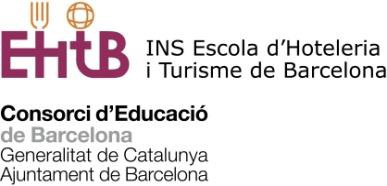 EHTB
INS Escola d'Hoteleria
i Turisme de Barcelona
Consorci d'Educació
de Barcelona
Generalitat de Catalunya
Ajuntament de Barcelona